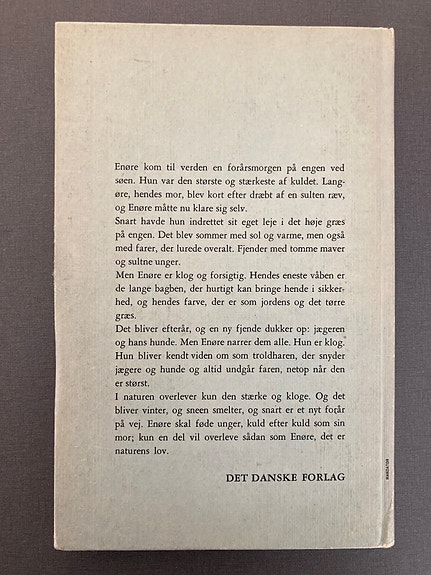 Enøre kom til verden en forårsmorgen på engen ved
søen. Hun var den største og stærkeste af kuldet. Lang-
øre, hendes mor, blev kort efter dræbt af en sulten ræv,
og Enøre måtte nu klare sig selv.
Snart havde hun indrettet sit eget leje i det høje græs
på engen. Det blev sommer med sol og varme, men også
med farer, der lurede overalt. Fjender med tomme maver
og sultne unger.
Men Enøre er klog og forsigtig. Hendes eneste våben er
de lange bagben, der hurtigt kan bringe hende i sikker-
hed, og hendes farve, der er som jordens og det tørre
græs.
Det bliver efterår, og en ny fjende dukker op: jægeren
og hans hunde. Men Enøre narrer dem alle. Hun er klog.
Hun bliver kendt viden om som troldharen, der snyder
jægere og hunde og altid undgår faren, netop når den
er størst.
I naturen overlever kun den stærke og kloge. Og det
bliver vinter, og sneen smelter, og snart er et nyt forår
på vej. Enøre skal føde unger, kuld efter kuld som sin
mor; kun en del vil overleve sådan som Enøre, det er
naturens lov.
DET DANSKE FORLAG